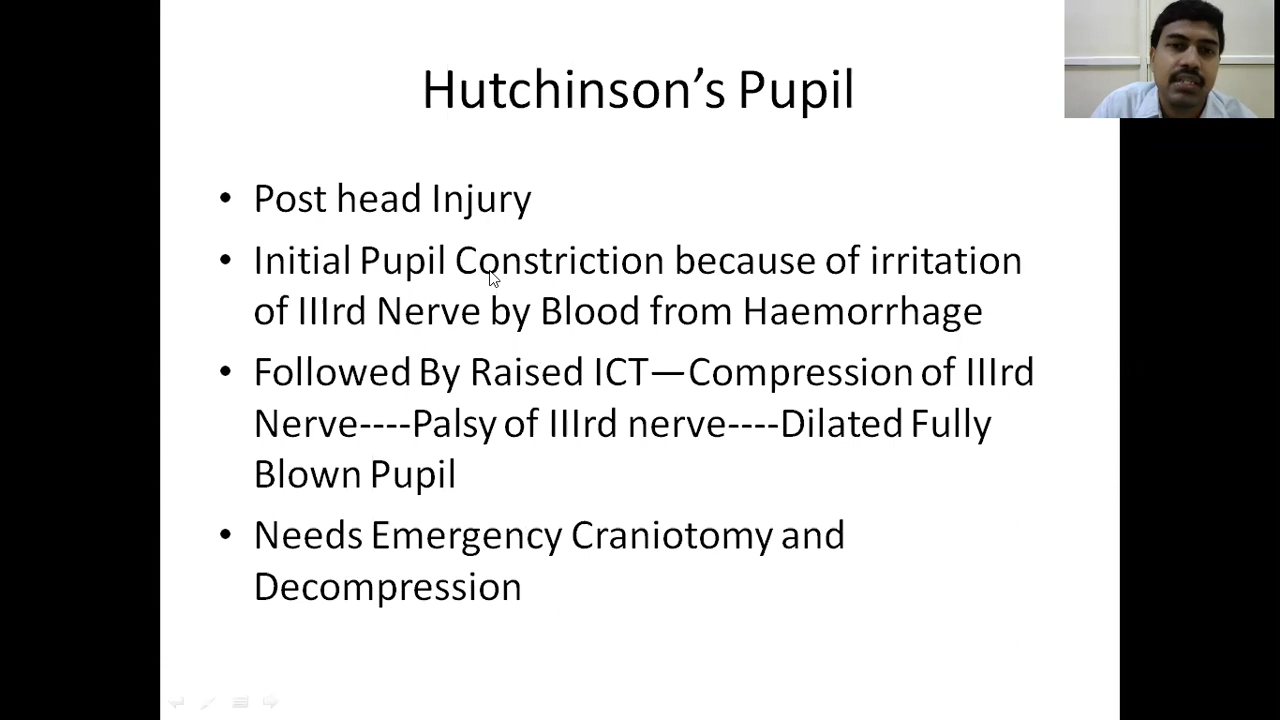 Hutchinson’s Pupil
• Post head Injury
• Initial Pupil Constriction because of irritation
of IIIrd Nerve by Blood from Haemorrhage
• Followed By Raised ICT—Compression of IIIrd
Nerve----Palsy of IIIrd nerve----Dilated Fully
Blown Pupil
• Needs Emergency Craniotomy and
Decompression